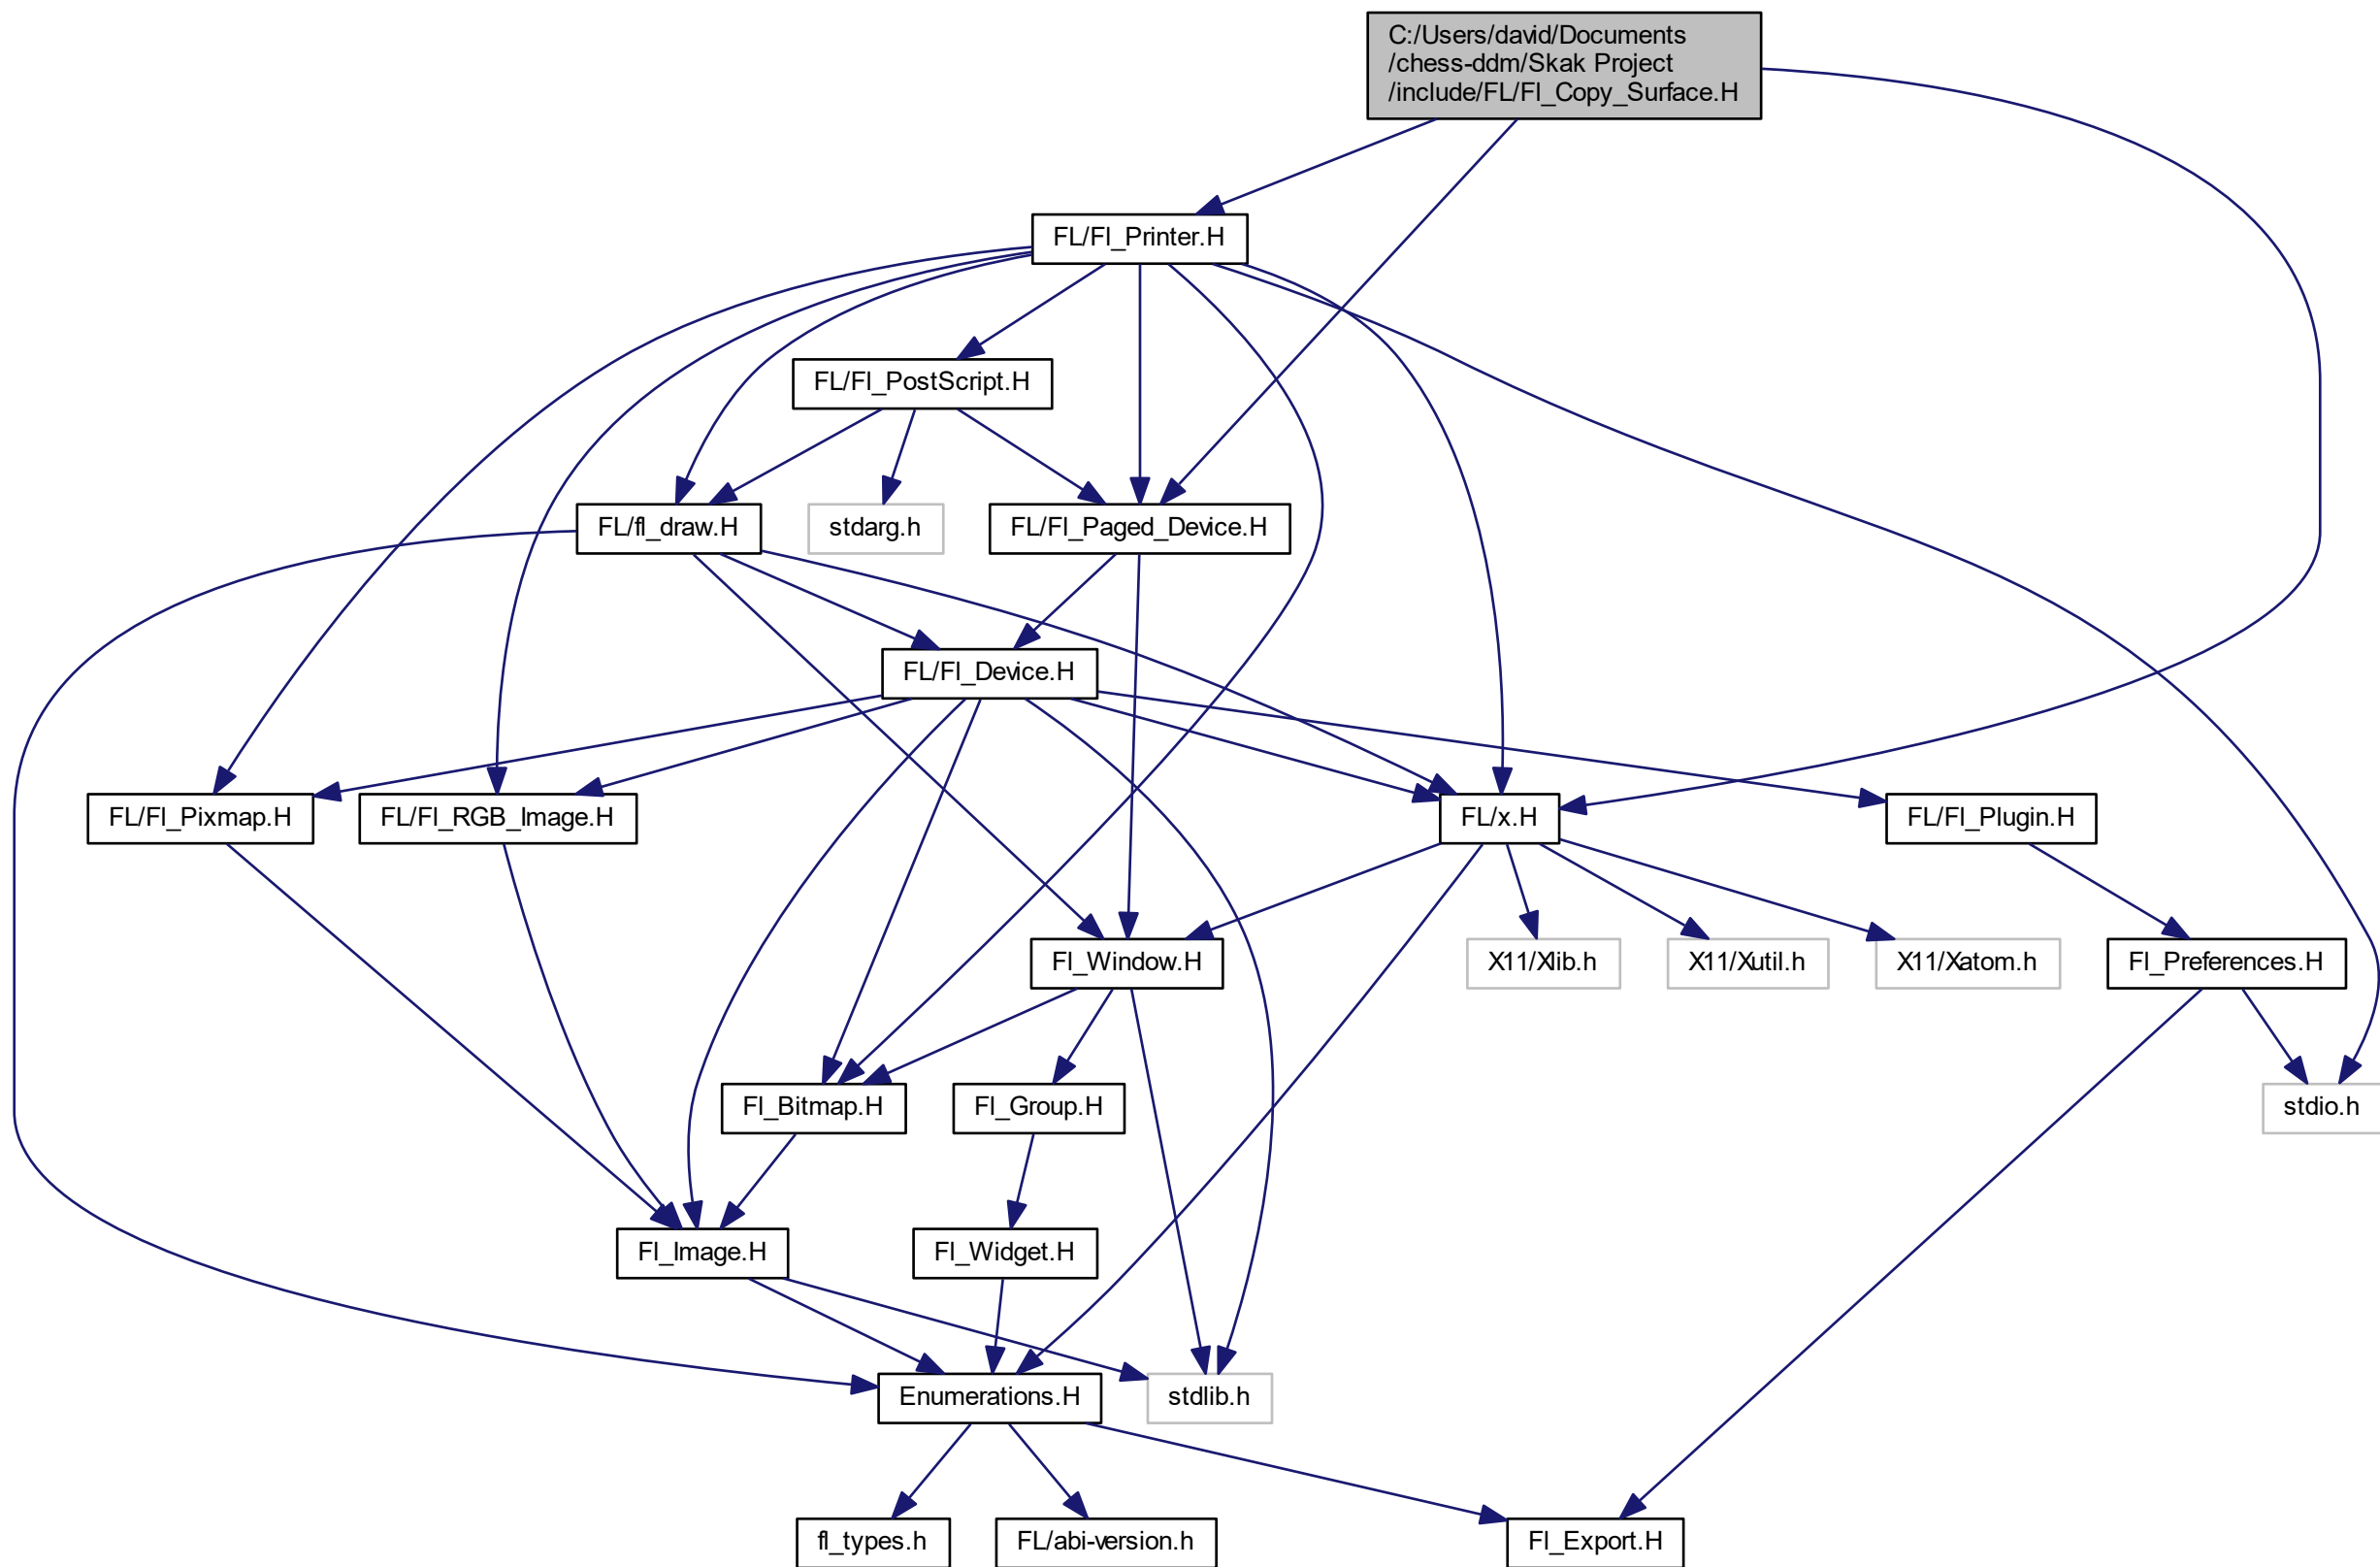 C:/Users/david/Documents
/chess-ddm/Skak Project
/include/FL/Fl_Copy_Surface.H
FL/Fl_Printer.H
FL/Fl_PostScript.H
FL/fl_draw.H
stdarg.h
FL/Fl_Paged_Device.H
FL/Fl_Device.H
FL/Fl_Pixmap.H
FL/Fl_RGB_Image.H
FL/x.H
FL/Fl_Plugin.H
Fl_Window.H
X11/Xlib.h
X11/Xutil.h
X11/Xatom.h
Fl_Preferences.H
Fl_Bitmap.H
Fl_Group.H
stdio.h
Fl_Image.H
Fl_Widget.H
Enumerations.H
stdlib.h
fl_types.h
FL/abi-version.h
Fl_Export.H